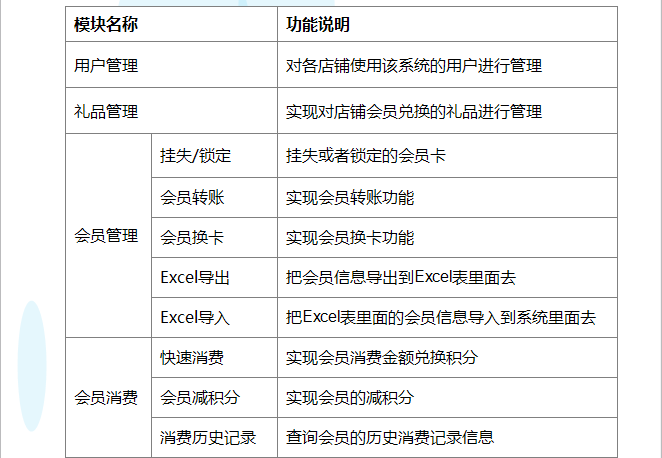 模块名称 功能说明
用户管理 对各店铺使用该系统的用户进行管理
礼品管理 实现对店铺会员兑换的礼品进行管理
会员管理
挂失/锁定 挂失或者锁定的会员卡
会员转账 实现会员转账功能
会员换卡 实现会员换卡功能
Excel导出 把会员信息导出到Excel表里面去
Excel导入 把Excel表里面的会员信息导入到系统里面去
会员消费
快速消费 实现会员消费金额兑换积分
会员减积分 实现会员的减积分
消费历史记录 查询会员的历史消费记录信息